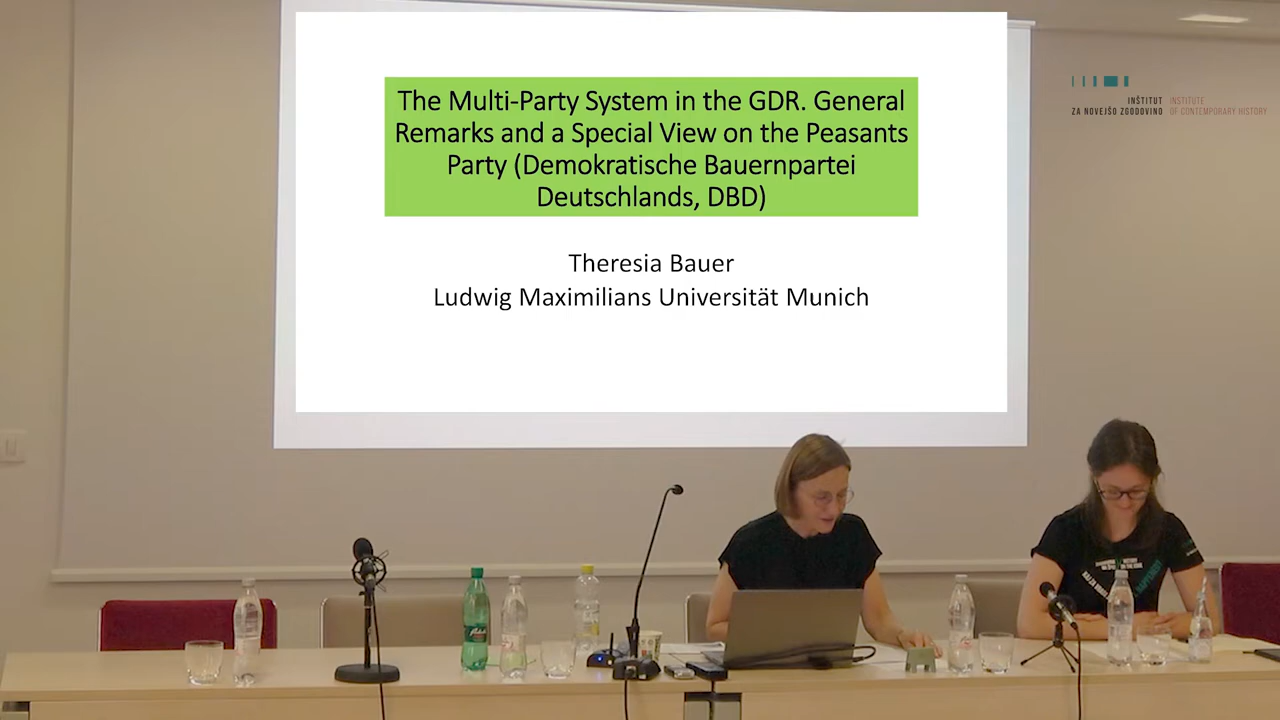 The Multi-Party System in the GDR. General
Remarks and a Special View on the Peasants
Party (Demokratische Bauernpartei
Deutschlands, DBD)
Theresia Bauer
Ludwig Maximilians Universität Munich
INŠTITUT INSTITUTE
ZA NOVEJŠO ZGODOVINO OF CONTEMPORARY HISTORY